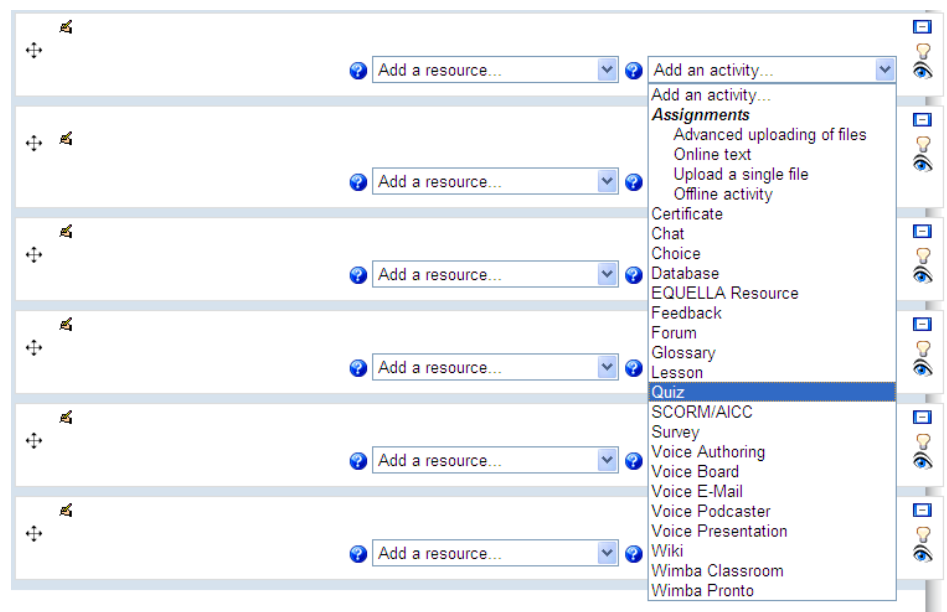 Add a resource... Add an activity...
Add an activity...
Assignments
Advanced uploading of files
Online text
Upload a single file
Offline activity
Certificate
Chat
Choice
Database
EQUELLA Resource
Feedback
Forum
Glossary
Lesson
Quiz
SCORM/AICC
Survey
Voice Authoring
Voice Board
Voice E-Mail
Voice Podcaster
Voice Presentation
Wiki
Wimba Classroom
Wimba Pronto
Add a resource...
Add a resource...
Add a resource...
Add a resource...
Add a resource...